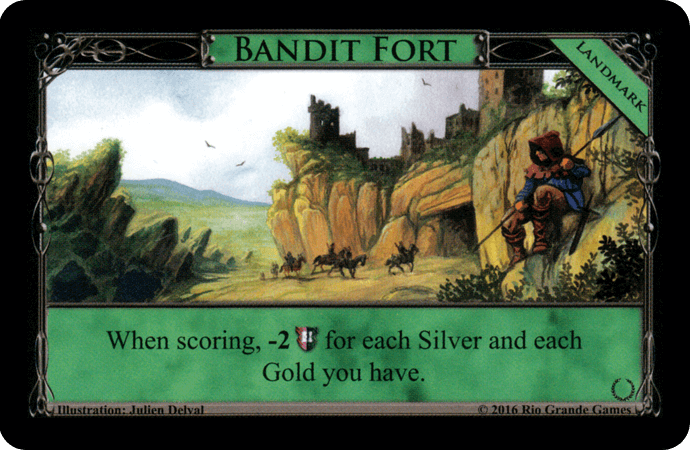 BANDIT FORT
LANDMARK
When scoring, -2 for each Silver and each
Gold you have.
Illustration: Julien Delval
© 2016 Rio Grande Games